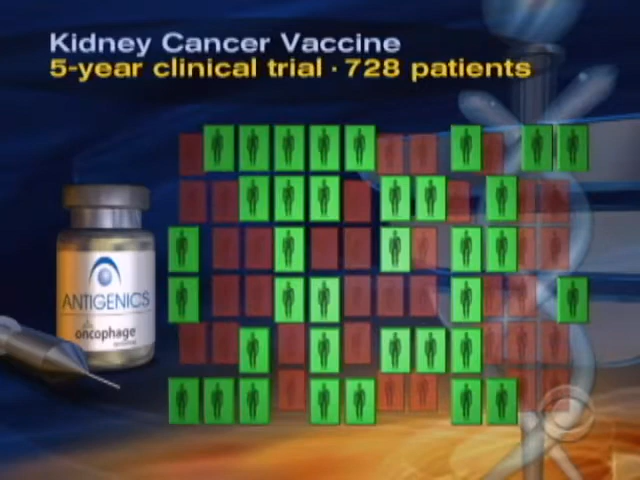 Kidney Cancer Vaccine
5-year clinical trial · 728 patients
ANTIGENICS
oncophage